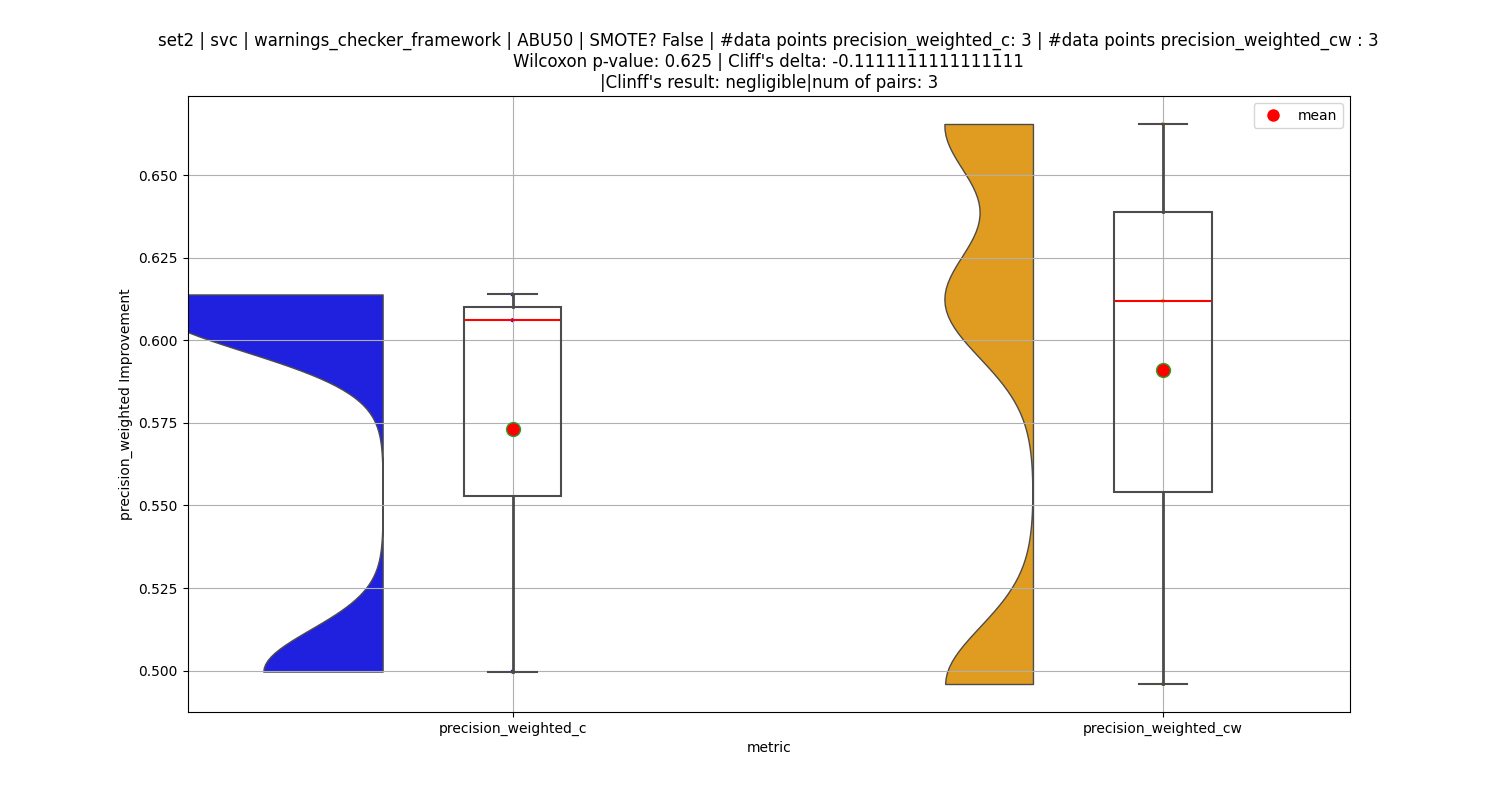 set2 | svc | warnings_checker_framework | ABU50 | SMOTE? False | #data points precision_weighted_c: 3 | #data points precision_weighted_cw : 3
Wilcoxon p-value: 0.625 | Cliff's delta: -0.1111111111111111
|Clinff's result: negligible|num of pairs: 3
mean
0.650
0.625
0.600
0.575
0.550
0.525
0.500
precision_weighted Improvement
precision_weighted_c
precision_weighted_cw
metric